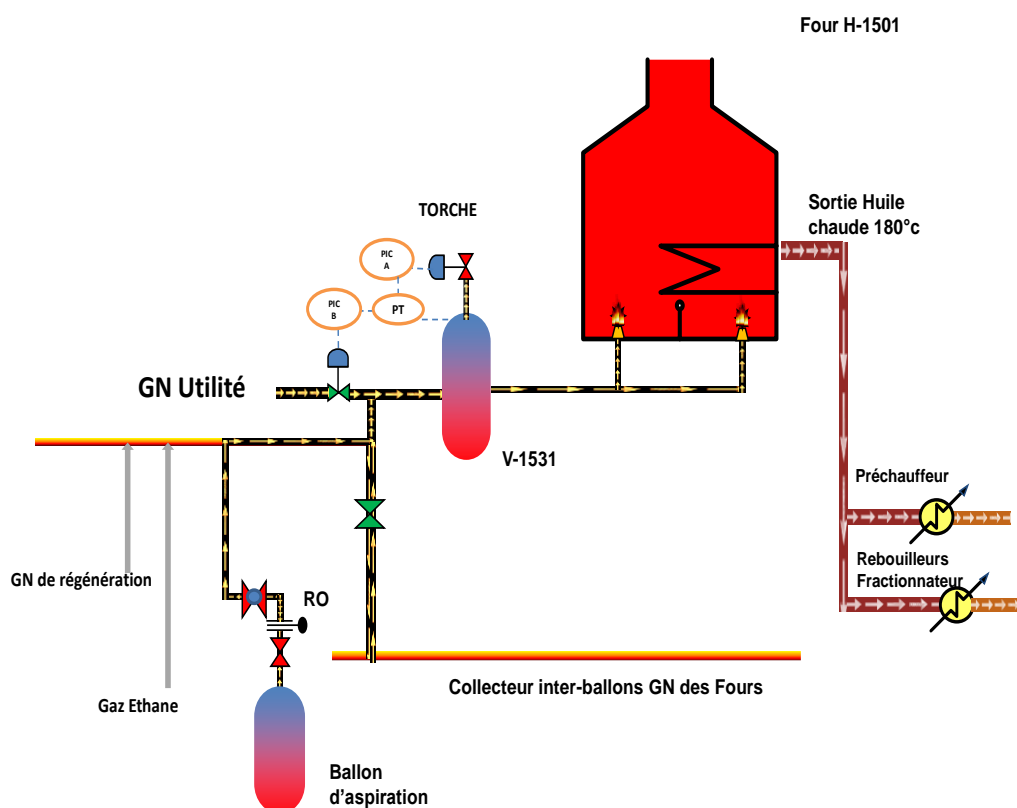 Four H-1501
Sortie Huile
chaude 180°c
TORCHE
PIC
A
PIC
B
PT
GN Utilité
V-1531
Préchauffeur
Rebouilleurs
Fractionnateur
GN de régénération
RO
Gaz Ethane
Collecteur inter-ballons GN des Fours
Ballon
d'aspiration